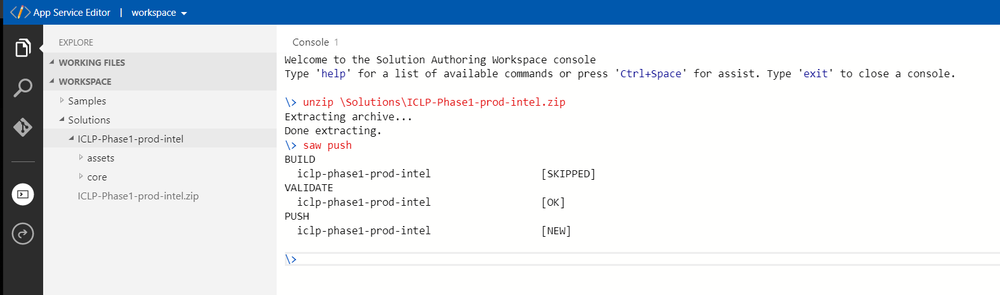 App Service Editor | workspace
EXPLORE
WORKING FILES
WORKSPACE
Samples
Solutions
ICLP-Phase1-prod-intel
assets
core
ICLP-Phase1-prod-intel.zip
Console 1
Welcome to the Solution Authoring Workspace console
Type 'help' for a list of available commands or press 'Ctrl+Space' for assist. Type 'exit' to close a console.
\> unzip \Solutions\ICLP-Phase1-prod-intel.zip
Extracting archive...
Done extracting.
\> saw push
BUILD
iclp-phase1-prod-intel [SKIPPED]
VALIDATE
iclp-phase1-prod-intel [OK]
PUSH
iclp-phase1-prod-intel [NEW]
\>